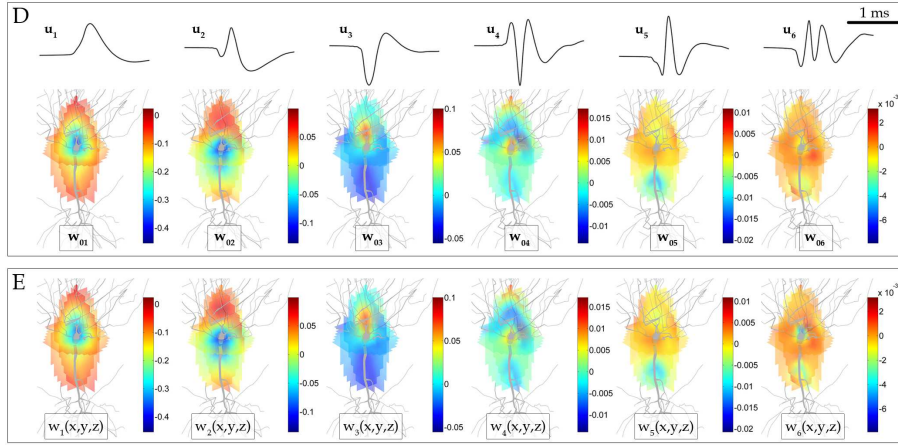 D
u1 u2 u3 u4 u5 u6 1 ms
0 -0.1 -0.2 -0.3 -0.4
0.05 0 -0.05 -0.1
0.1 0.05 0 -0.05
0.015 0.01 0.005 0 -0.005 -0.01
0.01 0.005 0 -0.005 -0.01 -0.015 -0.02
x 10⁻³ 2 0 -2 -4 -6
w01 w02 w03 w04 w05 w06
E
0 -0.1 -0.2 -0.3 -0.4
0.05 0 -0.05 -0.1
0.1 0.05 0 -0.05
0.015 0.01 0.005 0 -0.005 -0.01
0.01 0.005 0 -0.005 -0.01 -0.015 -0.02
x 10⁻³ 2 0 -2 -4 -6
w1(x,y,z) w2(x,y,z) w3(x,y,z) w4(x,y,z) w5(x,y,z) w6(x,y,z)